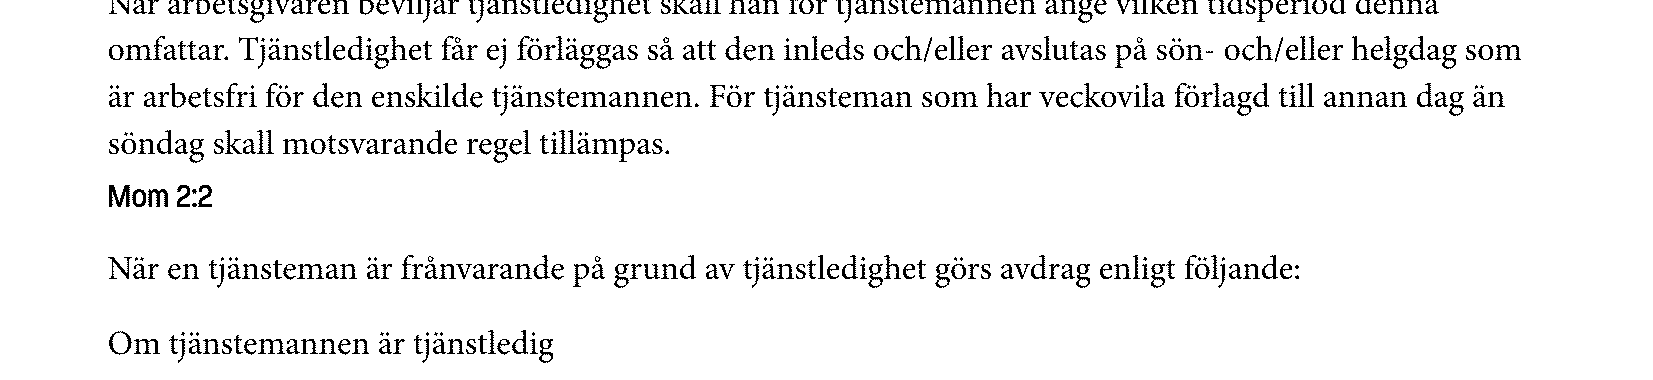 När arbetsgivaren beviljar tjänstledighet skall han för tjänstemannen ange vilken tidsperiod denna
omfattar. Tjänstledighet får ej förläggas så att den inleds och/eller avslutas på sön- och/eller helgdag som
är arbetsfri för den enskilde tjänstemannen. För tjänsteman som har veckovila förlagd till annan dag än
söndag skall motsvarande regel tillämpas.
Mom 2:2
När en tjänsteman är frånvarande på grund av tjänstledighet görs avdrag enligt följande:
Om tjänstemannen är tjänstledig